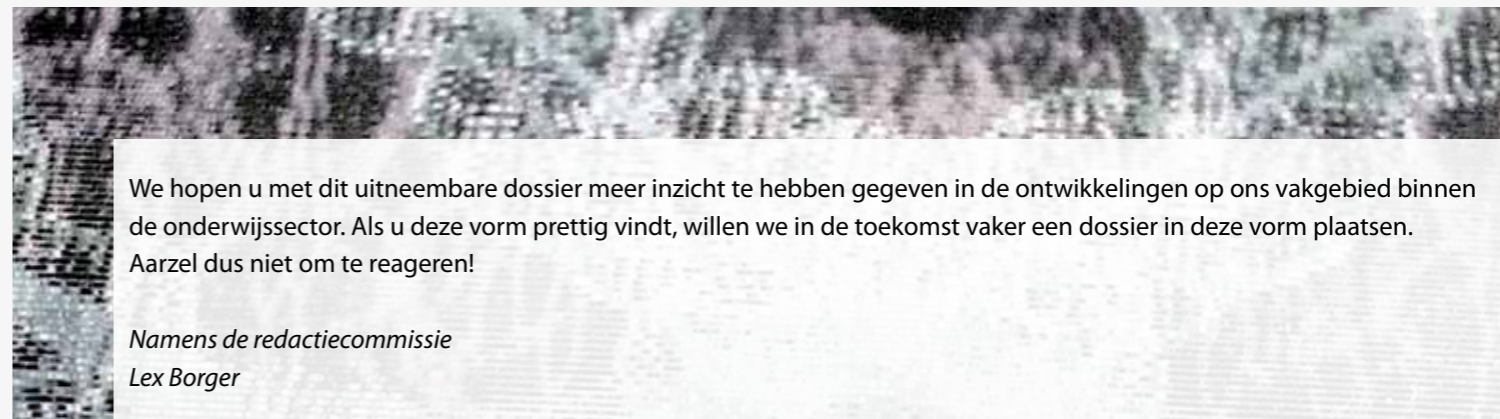 We hopen u met dit uitneembare dossier meer inzicht te hebben gegeven in de ontwikkelingen op ons vakgebied binnen
de onderwijssector. Als u deze vorm prettig vindt, willen we in de toekomst vaker een dossier in deze vorm plaatsen.
Aarzel dus niet om te reageren!
Namens de redactiecommissie
Lex Borger